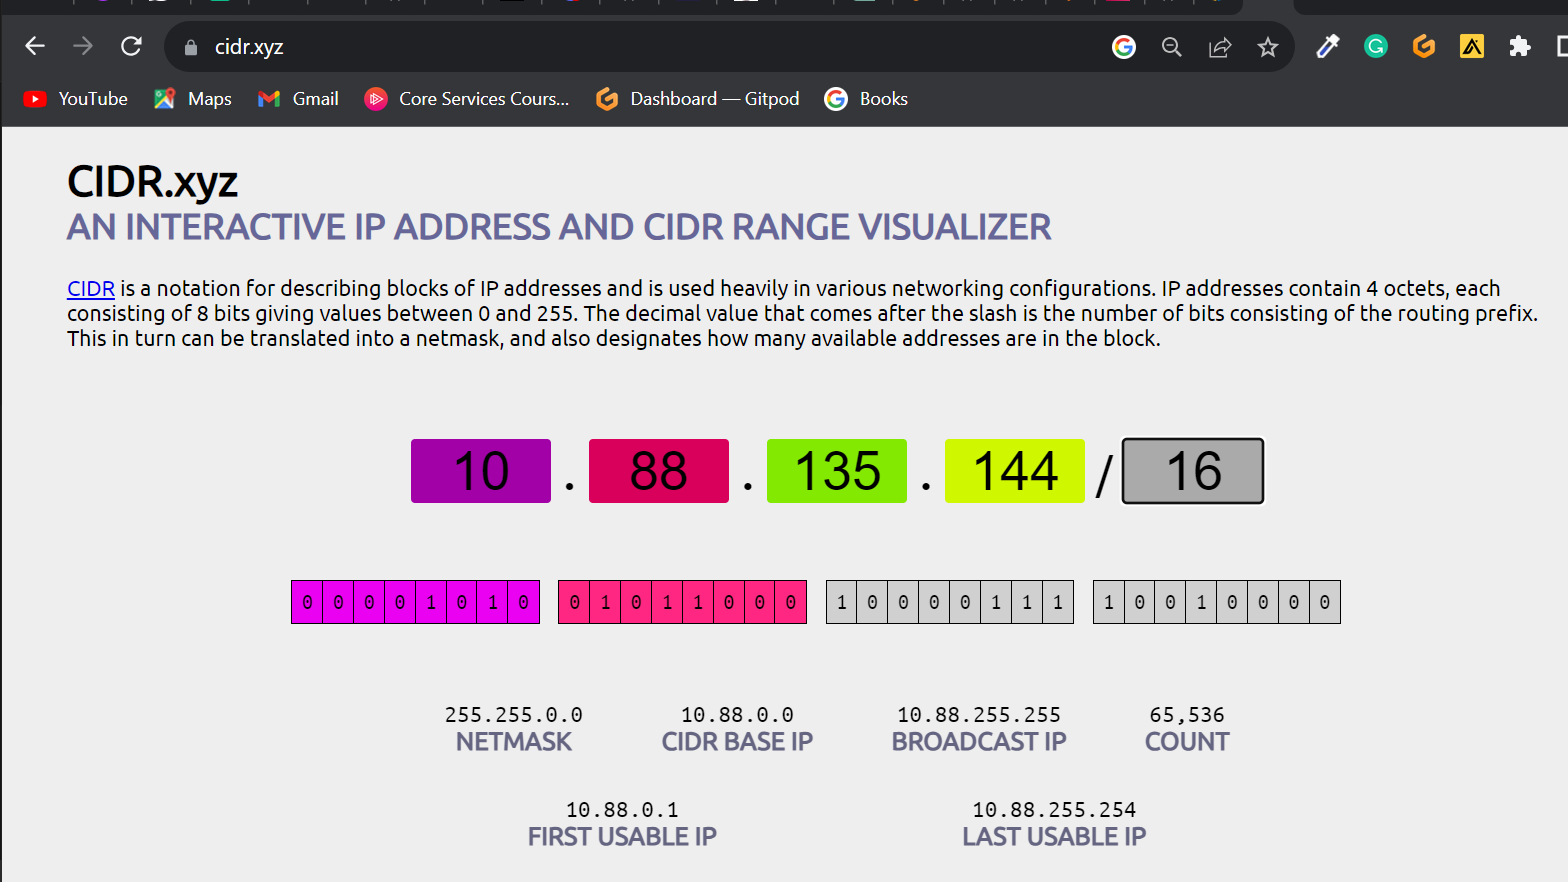 cidr.xyz
YouTube Maps Gmail Core Services Cours... Dashboard — Gitpod Books
CIDR.xyz
AN INTERACTIVE IP ADDRESS AND CIDR RANGE VISUALIZER
CIDR is a notation for describing blocks of IP addresses and is used heavily in various networking configurations. IP addresses contain 4 octets, each
consisting of 8 bits giving values between 0 and 255. The decimal value that comes after the slash is the number of bits consisting of the routing prefix.
This in turn can be translated into a netmask, and also designates how many available addresses are in the block.
10 . 88 . 135 . 144 / 16
0 0 0 0 1 0 1 0 0 1 0 1 1 0 0 0 1 0 0 0 0 1 1 1 1 0 0 1 0 0 0 0
255.255.0.0 10.88.0.0 10.88.255.255 65,536
NETMASK CIDR BASE IP BROADCAST IP COUNT
10.88.0.1 10.88.255.254
FIRST USABLE IP LAST USABLE IP